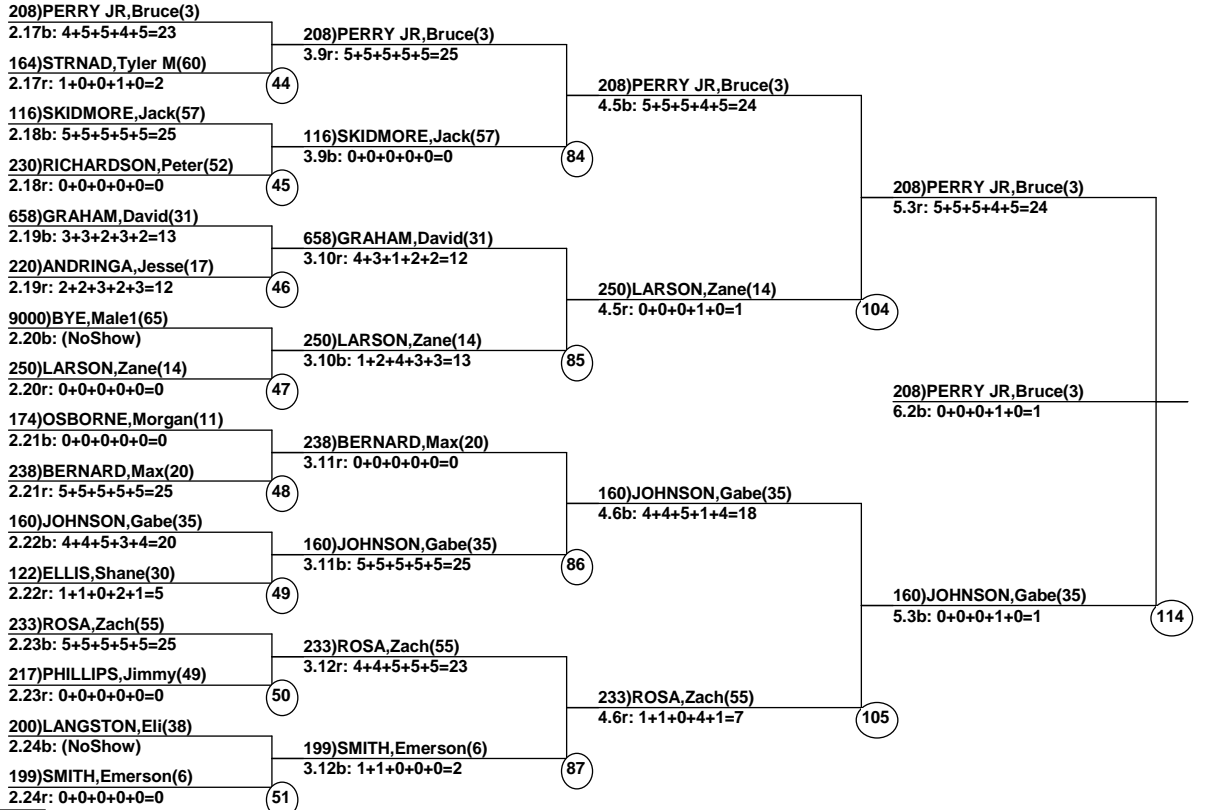 208)PERRY JR,Bruce(3)
2.17b: 4+5+5+4+5=23
164)STRNAD,Tyler M(60)
2.17r: 1+0+0+1+0=2
44
116)SKIDMORE,Jack(57)
2.18b: 5+5+5+5+5=25
230)RICHARDSON,Peter(52)
2.18r: 0+0+0+0+0=0
45
658)GRAHAM,David(31)
2.19b: 3+3+2+3+2=13
220)ANDRINGA,Jesse(17)
2.19r: 2+2+3+2+3=12
46
9000)BYE,Male1(65)
2.20b: (NoShow)
250)LARSON,Zane(14)
2.20r: 0+0+0+0+0=0
47
174)OSBORNE,Morgan(11)
2.21b: 0+0+0+0+0=0
238)BERNARD,Max(20)
2.21r: 5+5+5+5+5=25
48
160)JOHNSON,Gabe(35)
2.22b: 4+4+5+3+4=20
122)ELLIS,Shane(30)
2.22r: 1+1+0+2+1=5
49
233)ROSA,Zach(55)
2.23b: 5+5+5+5+5=25
217)PHILLIPS,Jimmy(49)
2.23r: 0+0+0+0+0=0
50
200)LANGSTON,Eli(38)
2.24b: (NoShow)
199)SMITH,Emerson(6)
2.24r: 0+0+0+0+0=0
51
208)PERRY JR,Bruce(3)
3.9r: 5+5+5+5+5=25
116)SKIDMORE,Jack(57)
3.9b: 0+0+0+0+0=0
84
658)GRAHAM,David(31)
3.10r: 4+3+1+2+2=12
250)LARSON,Zane(14)
3.10b: 1+2+4+3+3=13
85
238)BERNARD,Max(20)
3.11r: 0+0+0+0+0=0
160)JOHNSON,Gabe(35)
3.11b: 5+5+5+5+5=25
86
233)ROSA,Zach(55)
3.12r: 4+4+5+5+5=23
199)SMITH,Emerson(6)
3.12b: 1+1+0+0+0=2
87
208)PERRY JR,Bruce(3)
4.5b: 5+5+5+4+5=24
250)LARSON,Zane(14)
4.5r: 0+0+0+1+0=1
104
160)JOHNSON,Gabe(35)
4.6b: 4+4+5+1+4=18
233)ROSA,Zach(55)
4.6r: 1+1+0+4+1=7
105
208)PERRY JR,Bruce(3)
5.3r: 5+5+5+4+5=24
160)JOHNSON,Gabe(35)
5.3b: 0+0+0+1+0=1
114
208)PERRY JR,Bruce(3)
6.2b: 0+0+0+1+0=1